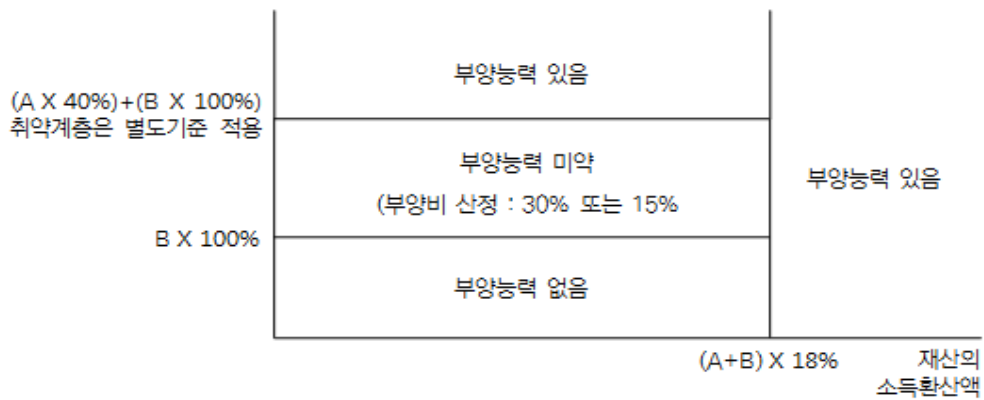 부양능력 있음
(A X 40%)+(B X 100%)
취약계층은 별도기준 적용
부양능력 미약
(부양비 산정 : 30% 또는 15%
부양능력 있음
B X 100%
부양능력 없음
(A+B) X 18%
재산의
소득환산액